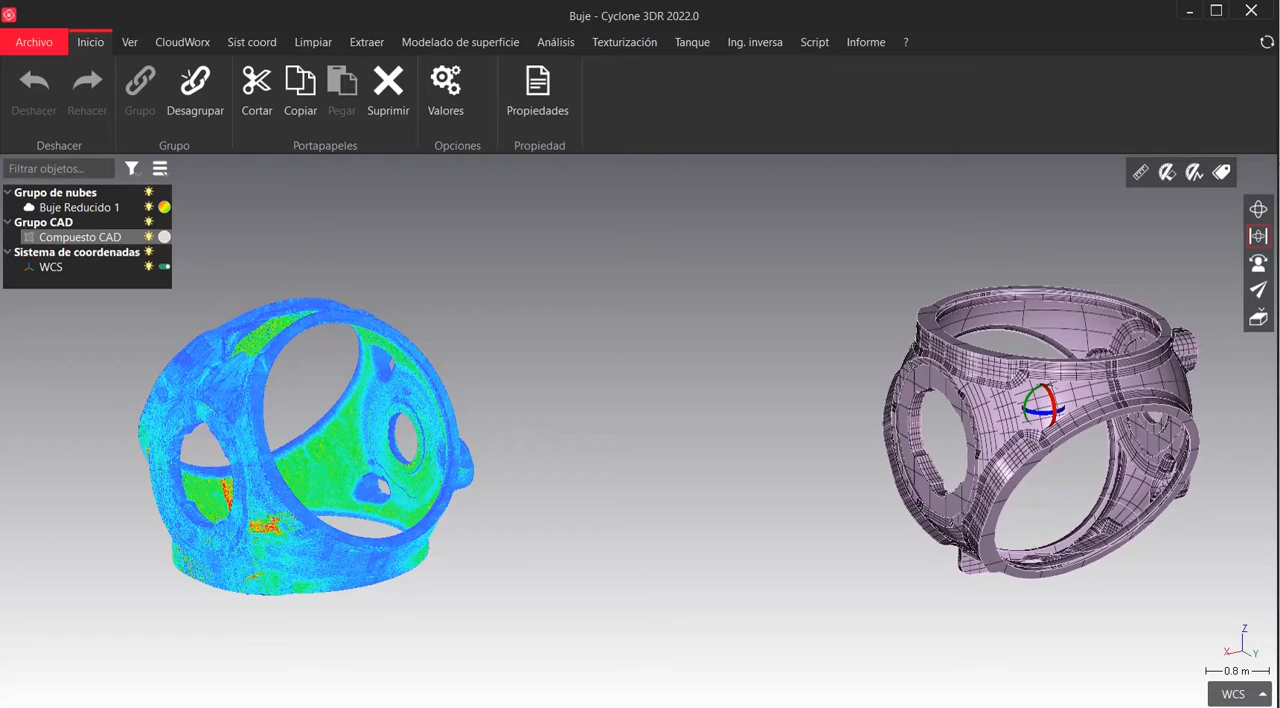 Buje - Cyclone 3DR 2022.0
Archivo Inicio Ver CloudWorx Sist coord Limpiar Extraer Modelado de superficie Análisis Texturización Tanque Ing. inversa Script Informe ?
Deshacer Rehacer Grupo Desagrupar Cortar Copiar Pegar Suprimir Valores Propiedades
Deshacer Grupo Portapapeles Opciones Propiedad
Filtrar objetos...
Grupo de nubes
Buje Reducido 1
Grupo CAD
Compuesto CAD
Sistema de coordenadas
WCS
Z
X Y
0.8 m
WCS